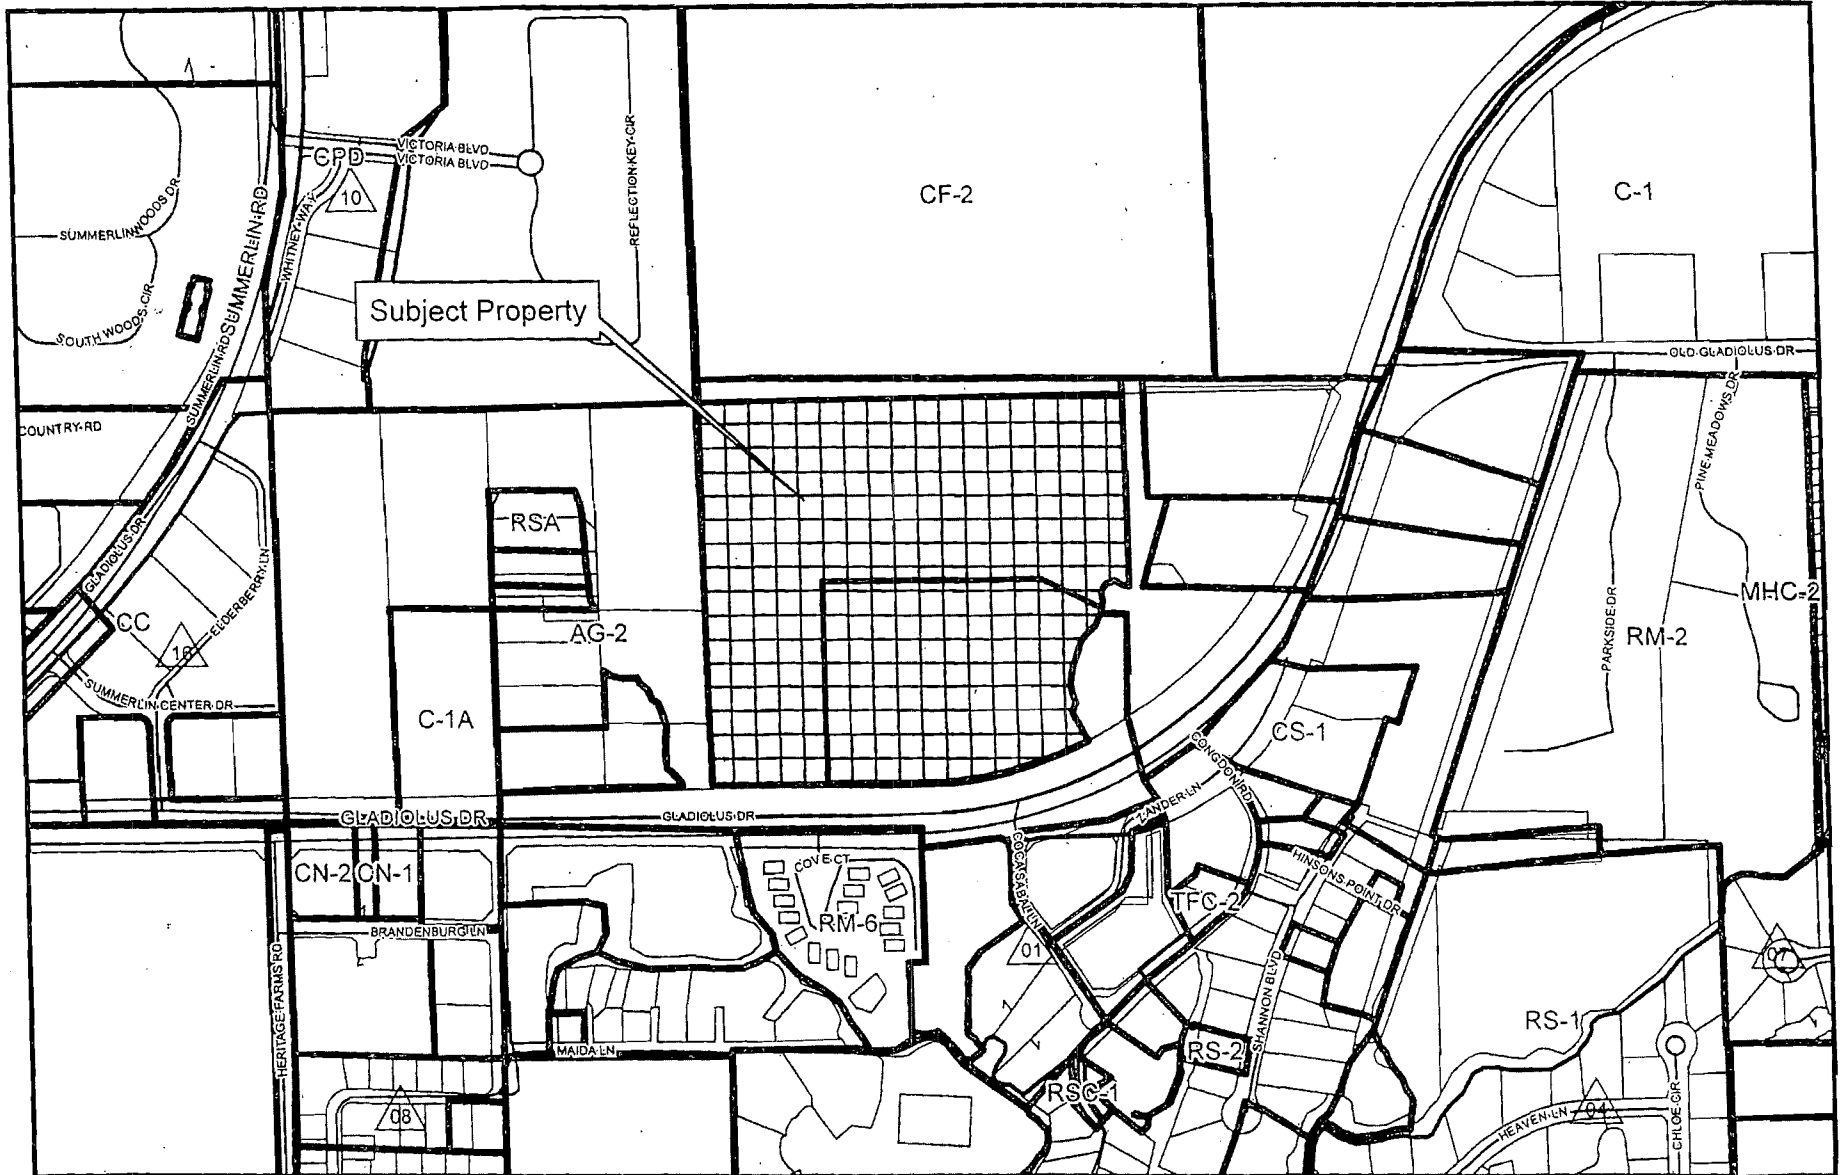 VICTORIA BLVD
VICTORIA BLVD
CPD
10
REFLECTION KEY CIR
SUMMERLINWOODS DR
SUMMERLIN RD
WHITNEY WAY
CF-2
C-1
SOUTH WOODS CIR
SUMMERLIN RD
Subject Property
SUMMERLIN RD
OLD GLADIOLUS DR
COUNTRY RD
PINE MEADOWS DR
GLADIOLUS DR
RSA
ELDERBERRY LN
CC
16
AG-2
PARKSIDE DR
RM-2
MHC-2
SUMMERLIN CENTER DR
C-1A
CS-1
CONGDON RD
ZANDER LN
GLADIOLUS DR
GLADIOLUS DR
COCA SABAL LN
COVE CT
HINSONS POINT DR
CN-2
CN-1
RM-6
TFC-2
BRANDENBURG LN
01
07
HERITAGE FARMS RD
SHANNON BLVD
RS-1
MAIDA LN
RS-2
RSC-1
08
04
HEAVEN LN
CHLOE CIR